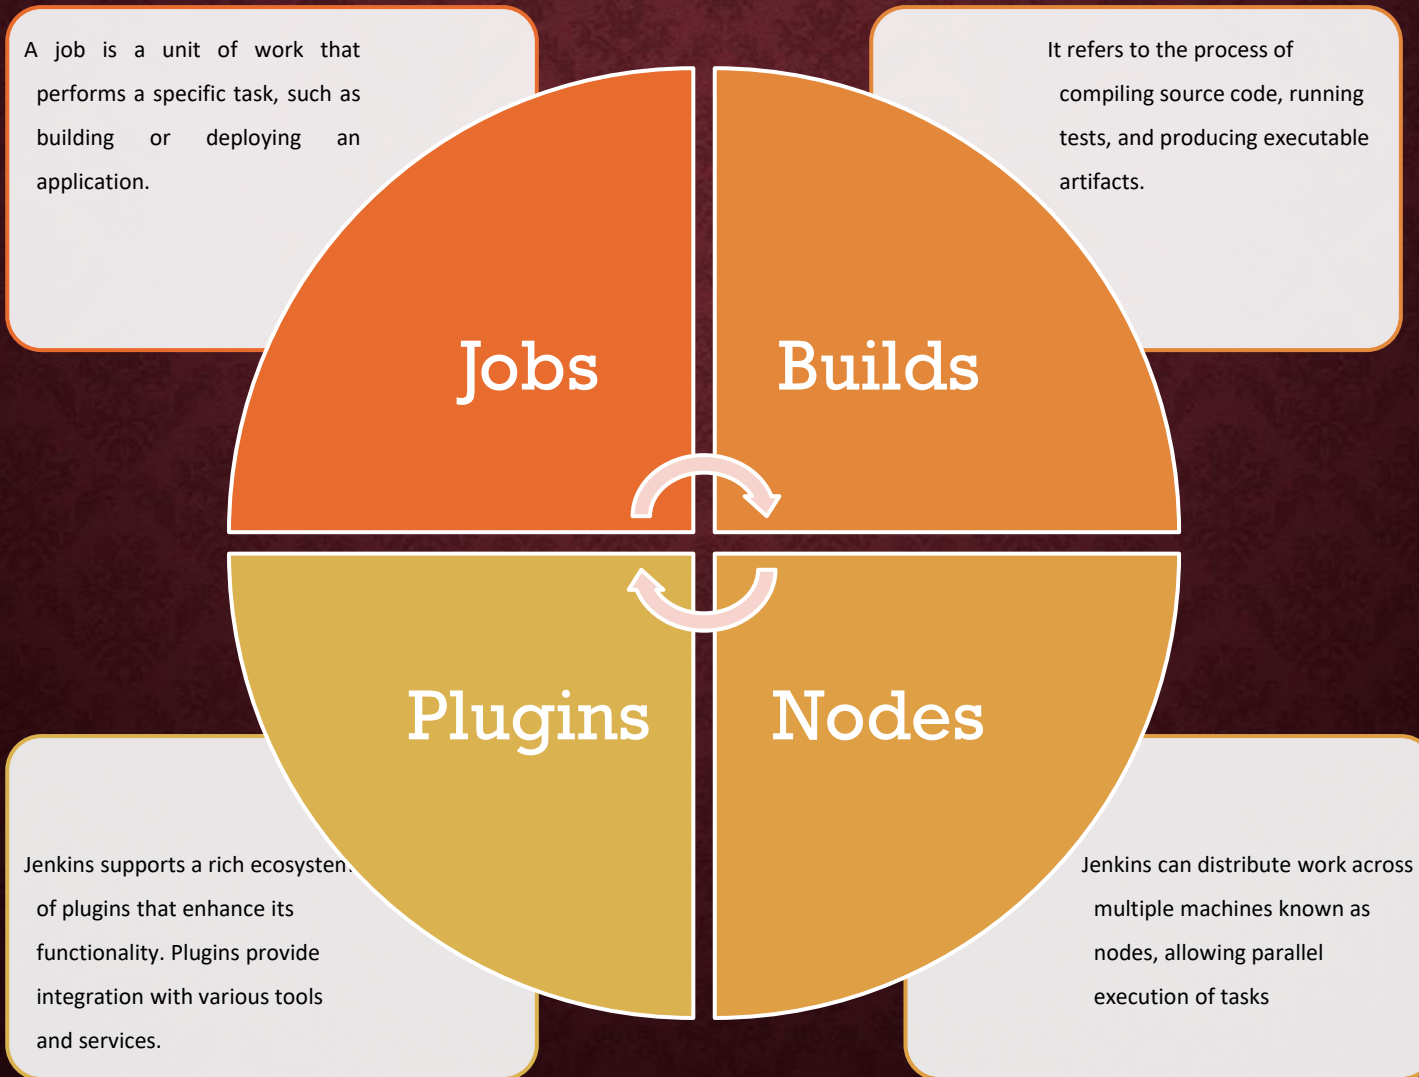 A job is a unit of work that
performs a specific task, such as
building or deploying an
application.
It refers to the process of
compiling source code, running
tests, and producing executable
artifacts.
Jobs
Builds
Plugins
Nodes
Jenkins supports a rich ecosystem
of plugins that enhance its
functionality. Plugins provide
integration with various tools
and services.
Jenkins can distribute work across
multiple machines known as
nodes, allowing parallel
execution of tasks